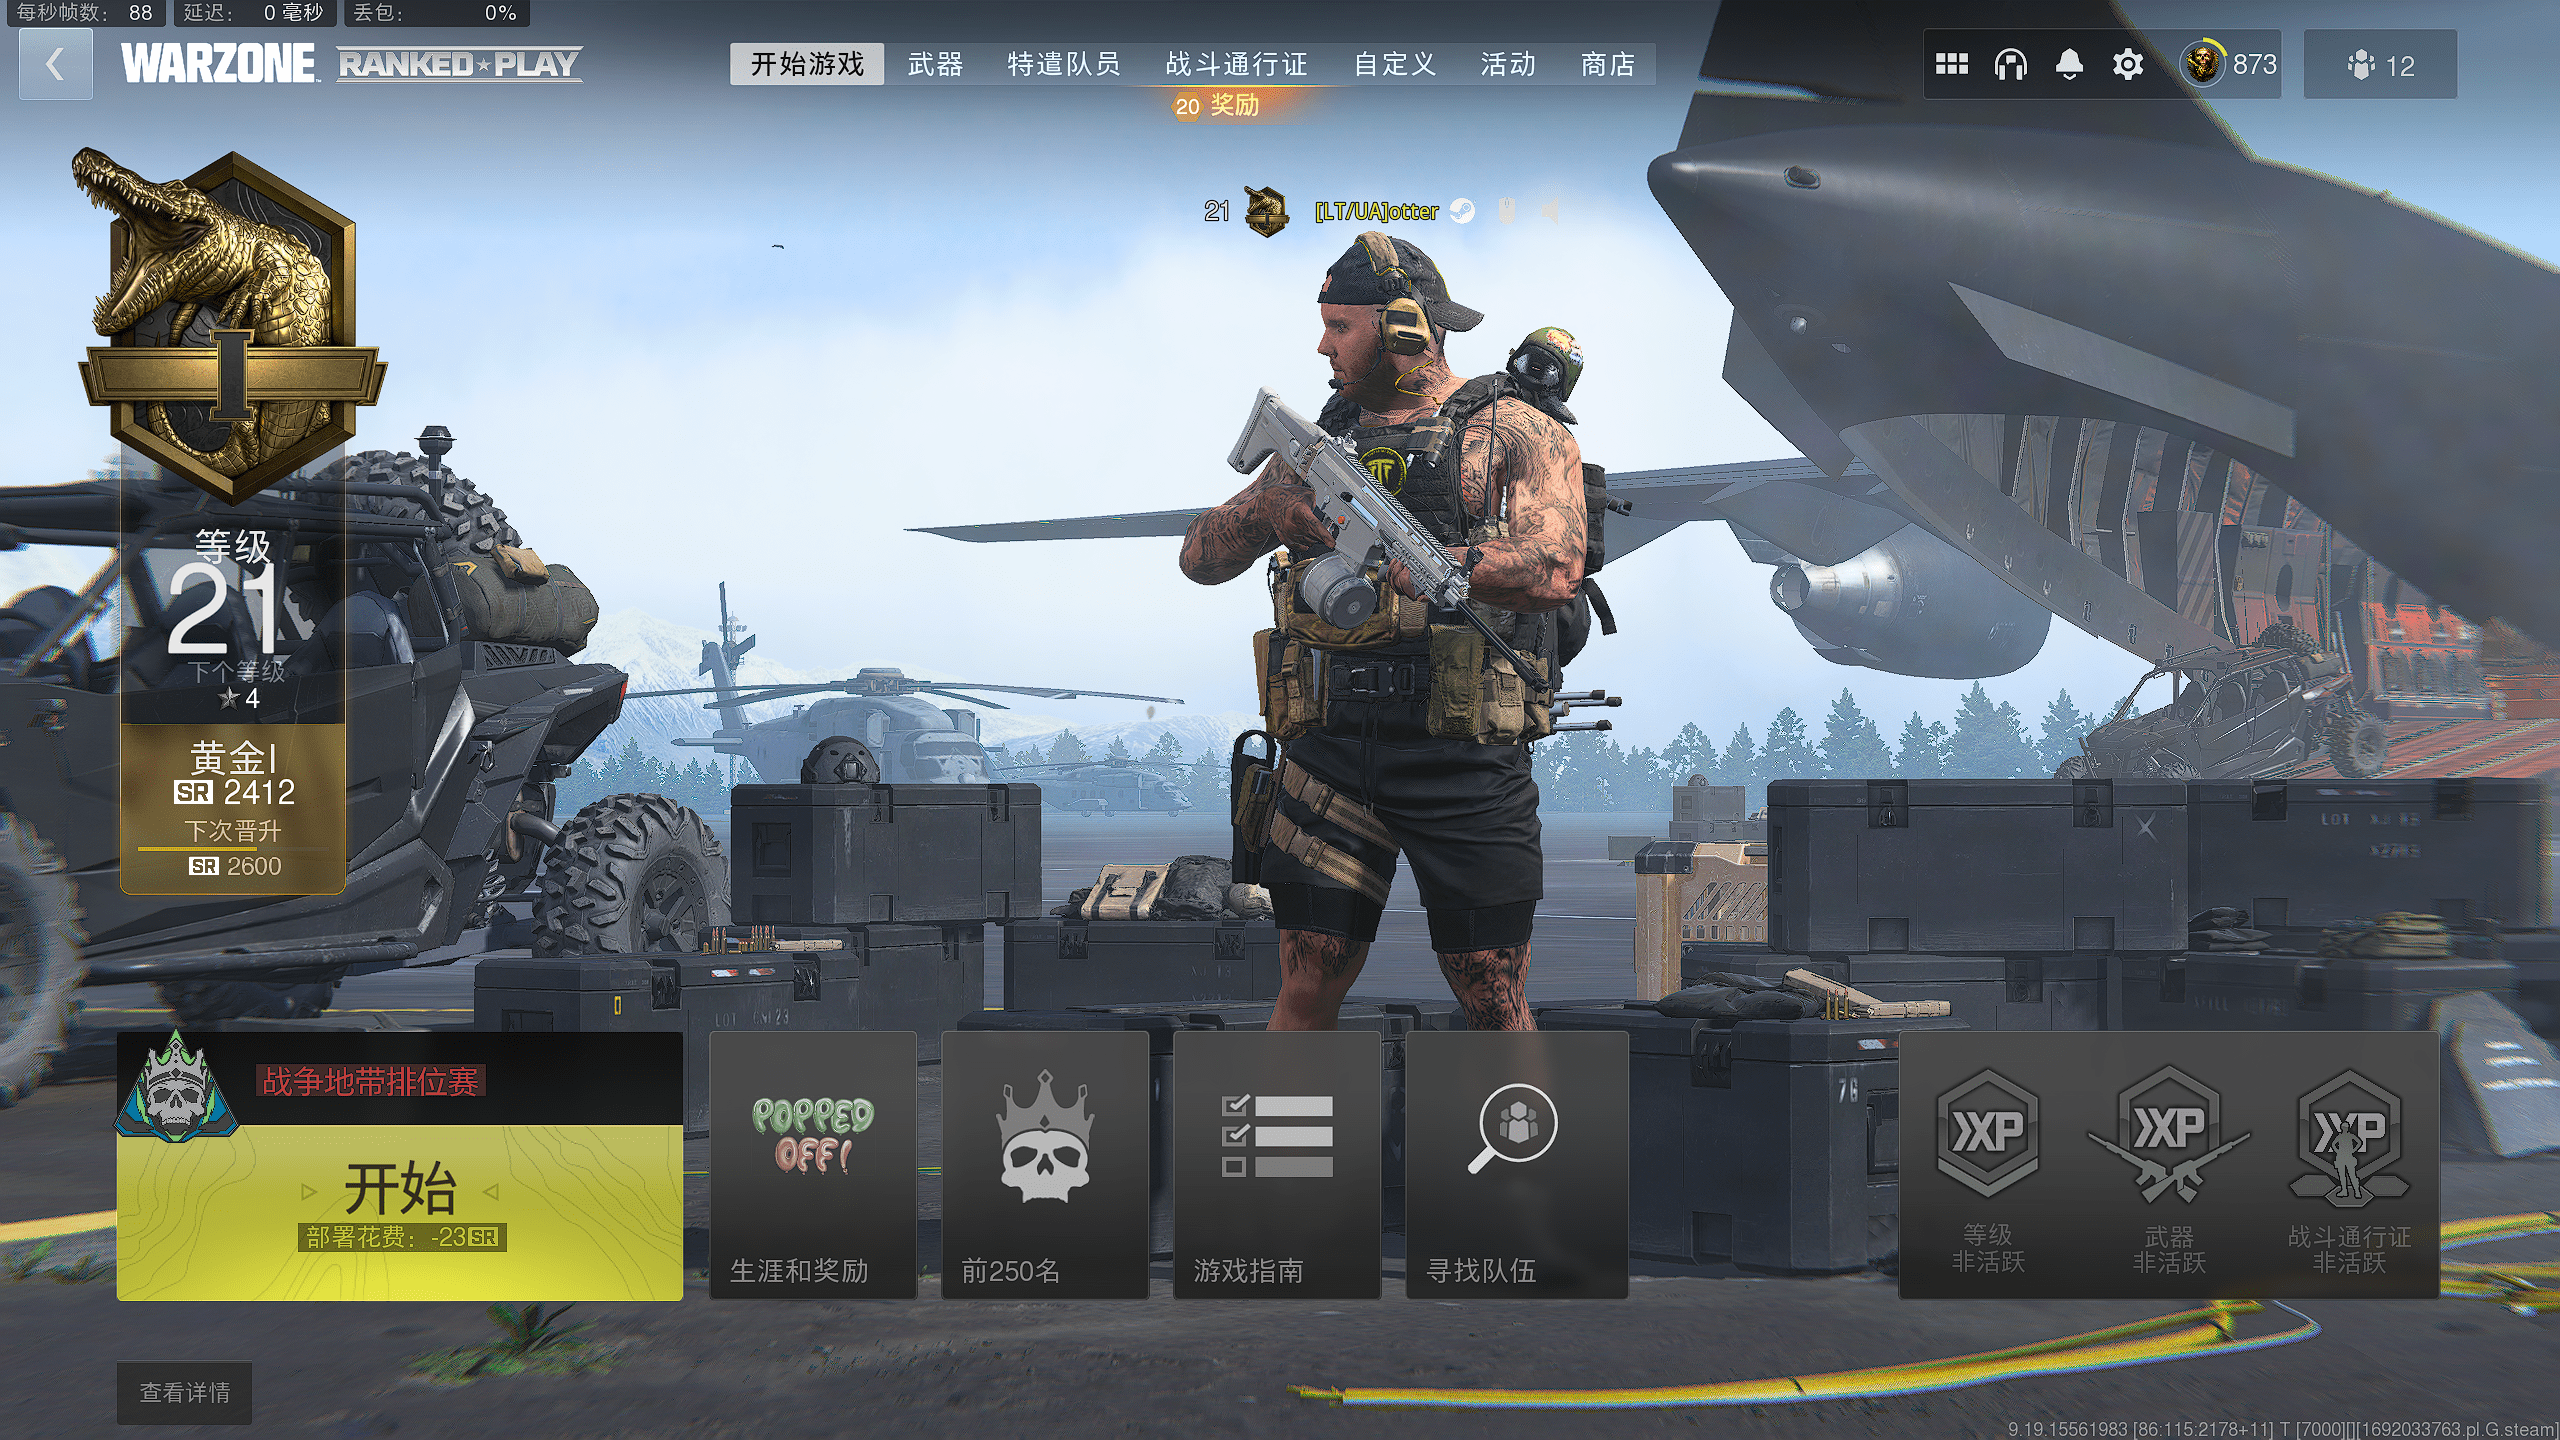 每秒帧数： 88 延迟： 0 毫秒 丢包： 0%
WARZONE RANKED PLAY
开始游戏 武器 特遣队员 战斗通行证 自定义 活动 商店
873 12
20 奖励
21 [LT/UA]otter
I
等级
21
下个等级
4
黄金I
SR 2412
下次晋升
SR 2600
LOT
76
战争地带排位赛
开始
部署花费：-23SR
POPPED
OFF!
生涯和奖励
前250名
游戏指南
寻找队伍
XP XP XP
等级 武器 战斗通行证
非活跃 非活跃 非活跃
查看详情
9.19.15561983 [86:115:2178+11] T [7000][][1692033763.pl.G.steam]